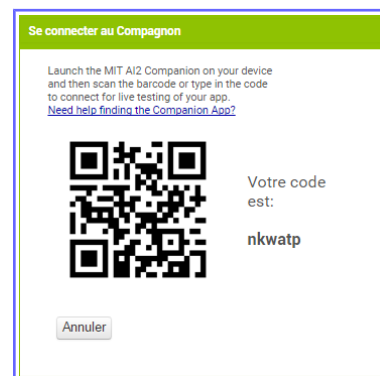 Se connecter au Compagnon
Launch the MIT AI2 Companion on your device
and then scan the barcode or type in the code
to connect for live testing of your app.
Need help finding the Companion App?
Votre code
est:
nkwatp
Annuler